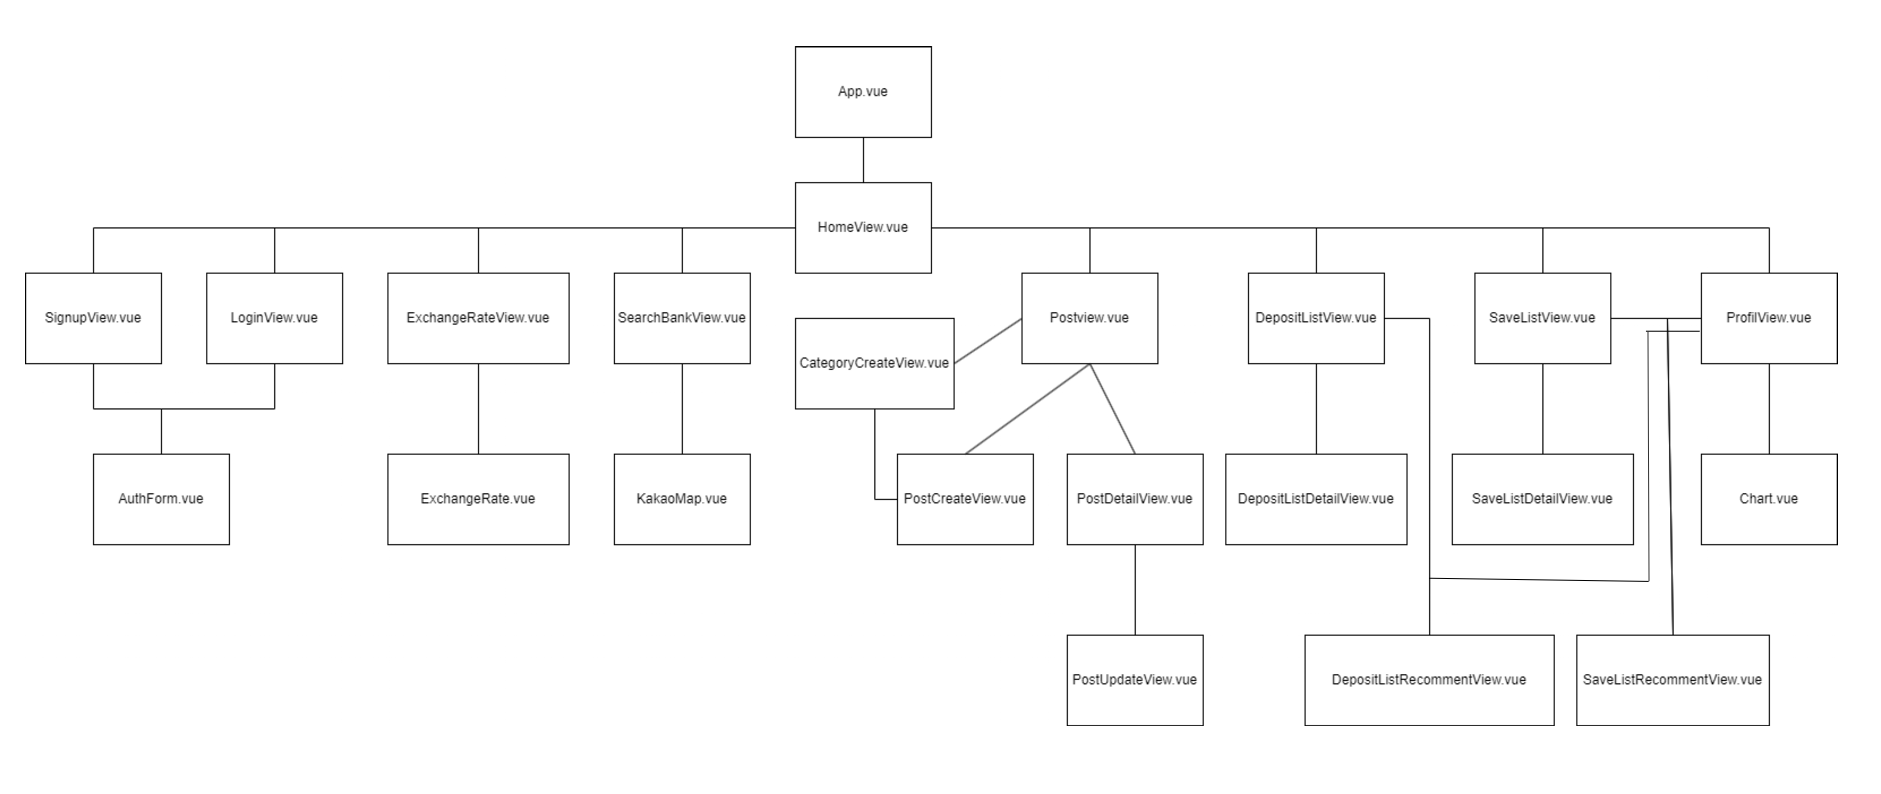 App.vue
HomeView.vue
SignupView.vue
LoginView.vue
ExchangeRateView.vue
SearchBankView.vue
Postview.vue
DepositListView.vue
SaveListView.vue
ProfilView.vue
CategoryCreateView.vue
AuthForm.vue
ExchangeRate.vue
KakaoMap.vue
PostCreateView.vue
PostDetailView.vue
DepositListDetailView.vue
SaveListDetailView.vue
Chart.vue
PostUpdateView.vue
DepositListRecommentView.vue
SaveListRecommentView.vue